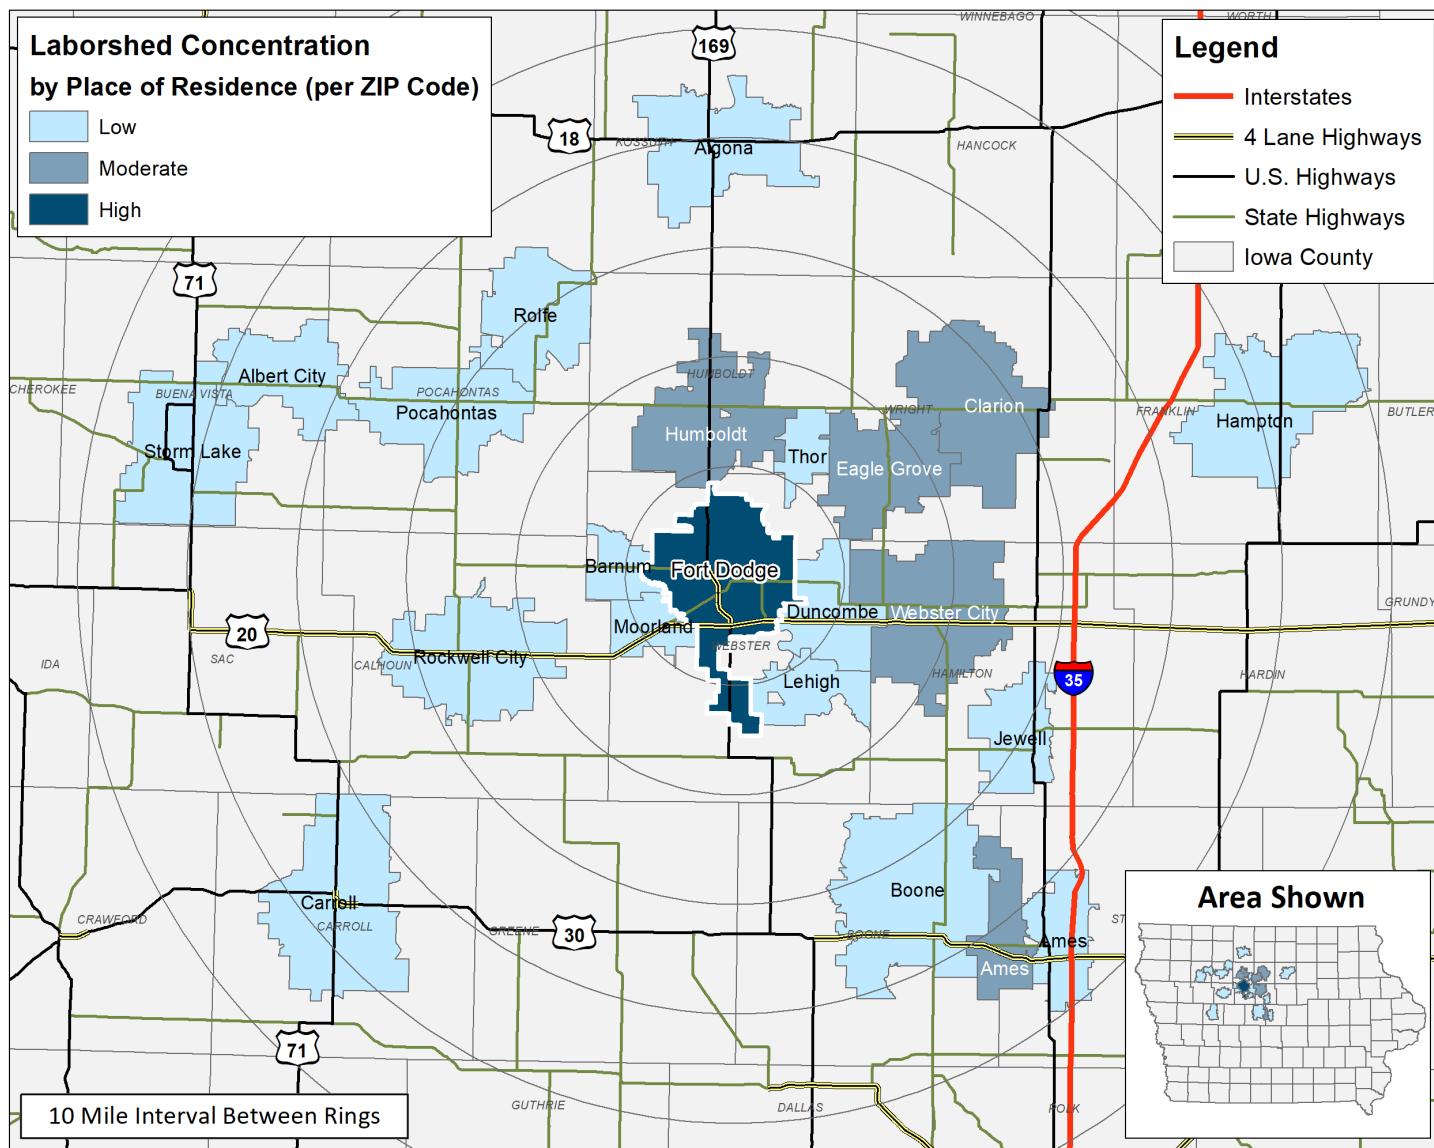 Laborshed Concentration
by Place of Residence (per ZIP Code)
Low
Moderate
High
Legend
Interstates
4 Lane Highways
U.S. Highways
State Highways
Iowa County
WINNEBAGO
WORTH
169
18
KOSSUTH
Algona
HANCOCK
71
Rolfe
CHEROKEE
BUENA VISTA
Albert City
POCAHONTAS
Pocahontas
HUMBOLDT
Humboldt
WRIGHT
Clarion
FRANKLIN
Hampton
BUTLER
Storm Lake
Thor
Eagle Grove
Barnum
Fort Dodge
Moorland
Duncombe
Webster City
GRUNDY
20
IDA
SAC
CALHOUN
Rockwell City
WEBSTER
Lehigh
HAMILTON
35
HARDIN
Jewell
Carroll
CARROLL
CRAWFORD
GREENE
30
Boone
BOONE
Ames
Ames
ST
Area Shown
71
10 Mile Interval Between Rings
GUTHRIE
DALLAS
POLK